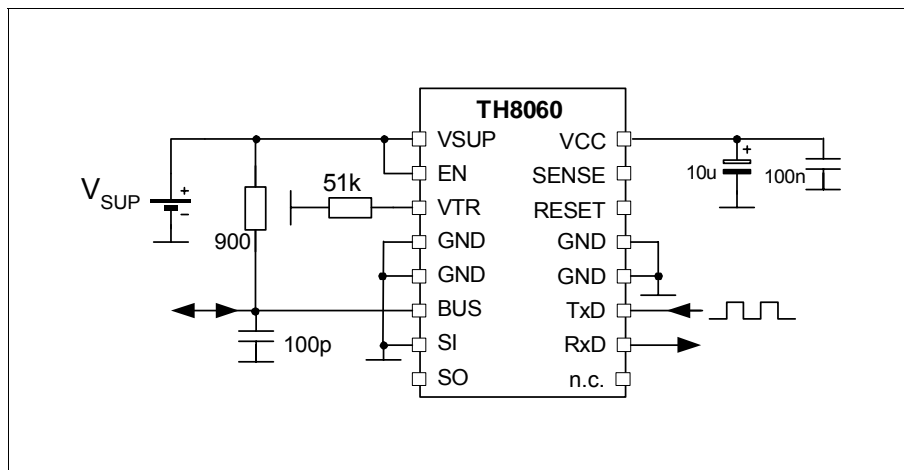 TH8060
VSUP
VCC
EN
SENSE
51k
VTR
RESET
GND
GND
GND
GND
BUS
TxD
SI
RxD
SO
n.c.
V SUP
+
−
900
100p
+
10u
100n